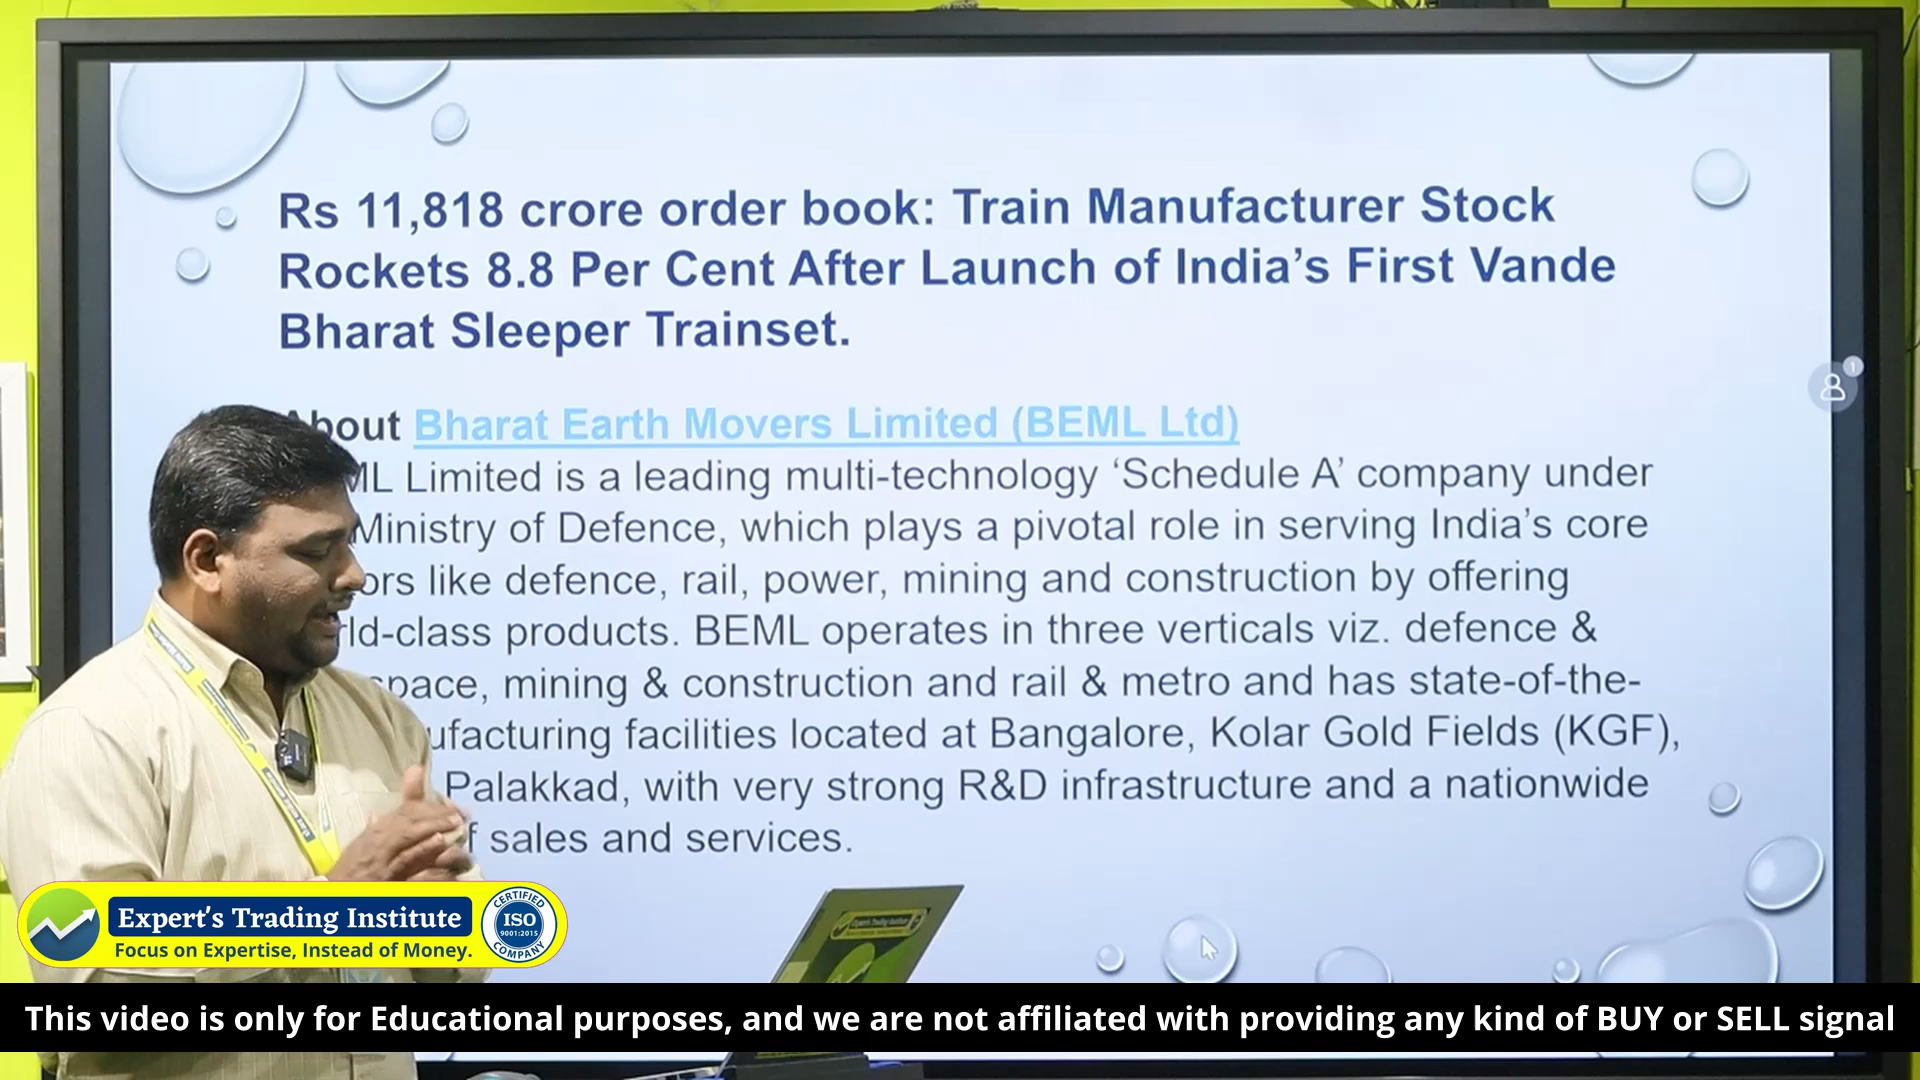 Rs 11,818 crore order book: Train Manufacturer Stock
Rockets 8.8 Per Cent After Launch of India’s First Vande
Bharat Sleeper Trainset.
1
About Bharat Earth Movers Limited (BEML Ltd)
ML Limited is a leading multi-technology ‘Schedule A’ company under
Ministry of Defence, which plays a pivotal role in serving India’s core
ors like defence, rail, power, mining and construction by offering
ld-class products. BEML operates in three verticals viz. defence &
space, mining & construction and rail & metro and has state-of-the-
ufacturing facilities located at Bangalore, Kolar Gold Fields (KGF),
Palakkad, with very strong R&D infrastructure and a nationwide
f sales and services.
Expert's Trading Institute
Focus on Expertise, Instead of Money.
CERTIFIED
ISO
9001:2015
COMPANY
This video is only for Educational purposes, and we are not affiliated with providing any kind of BUY or SELL signal